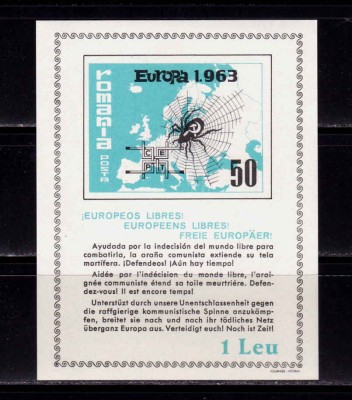 Europa 1.963
romania
POSTA
CEPT
50
¡EUROPEOS LIBRES!
EUROPEENS LIBRES!
FREIE EUROPÄER!
Ayudada por la indecisión del mundo libre para
combatirla, la araña comunista extiende su tela
mortífera. ¡Defendeos! ¡Aún hay tiempo!
Aidée par l'indécision du monde libre, l'arai-
gnée communiste étend sa toile meurtrière. Défen-
dez-vous! Il est encore temps!
Unterstüzt durch unsere Unentschlossenheit gegen
die raffgierige kommunistische Spinne anzukämp-
fen, breitet sie nach und nach ihr tödliches Netz
überganz Europa aus. Verteidigt euch! Noch ist Zeit!
1 Leu